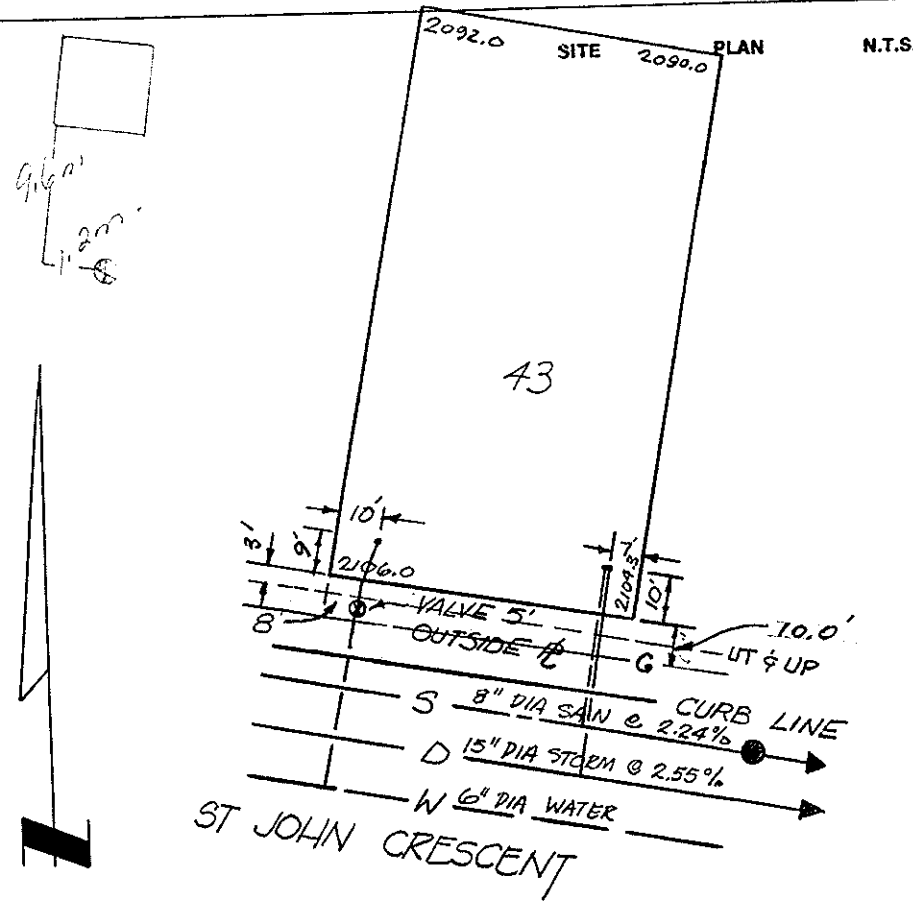 SITE PLAN N.T.S.
2092.0
2090.0
43
10'
3'
9'
7'
2106.0
2104.3
10'
8'
VALVE 5'
OUTSIDE ⅊
10.0'
G
UT & UP
CURB LINE
S 8" DIA SAN @ 2.24%
D 15" DIA STORM @ 2.55%
W 6" DIA WATER
ST JOHN CRESCENT